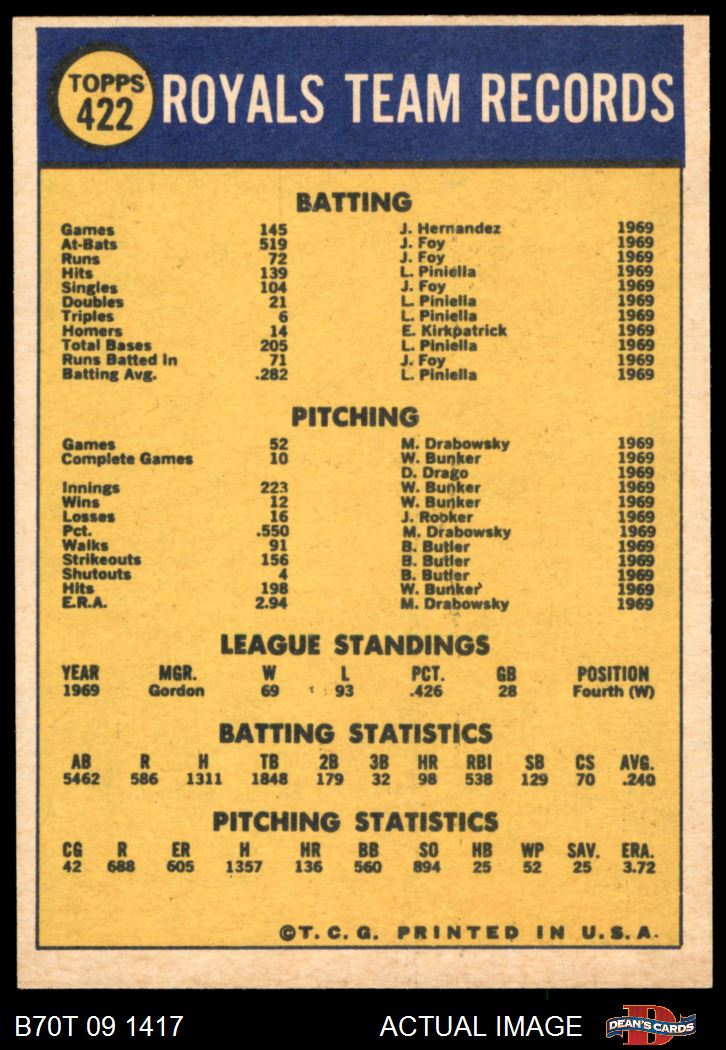 TOPPS 422 ROYALS TEAM RECORDS
BATTING
Games 145 J. Hernandez 1969
At-Bats 519 J. Foy 1969
Runs 72 J. Foy 1969
Hits 139 L. Piniella 1969
Singles 104 J. Foy 1969
Doubles 21 L. Piniella 1969
Triples 6 L. Piniella 1969
Homers 14 E. Kirkpatrick 1969
Total Bases 205 L. Piniella 1969
Runs Batted In 71 J. Foy 1969
Batting Avg. .282 L. Piniella 1969
PITCHING
Games 52 M. Drabowsky 1969
Complete Games 10 W. Bunker 1969
D. Drago 1969
Innings 223 W. Bunker 1969
Wins 12 W. Bunker 1969
Losses 16 J. Rooker 1969
Pct. .550 M. Drabowsky 1969
Walks 91 B. Butler 1969
Strikeouts 156 B. Butler 1969
Shutouts 4 B. Butler 1969
Hits 198 W. Bunker 1969
E.R.A. 2.94 M. Drabowsky 1969
LEAGUE STANDINGS
YEAR MGR. W L PCT. GB POSITION
1969 Gordon 69 93 .426 28 Fourth (W)
BATTING STATISTICS
AB R H TB 2B 3B HR RBI SB CS AVG.
5462 586 1311 1848 179 32 98 538 129 70 .240
PITCHING STATISTICS
CG R ER H HR BB SO HB WP SAV. ERA.
42 688 605 1357 136 560 894 25 52 25 3.72
©T. C. G. PRINTED IN U. S. A.
B70T 09 1417 ACTUAL IMAGE D DEAN'S CARDS